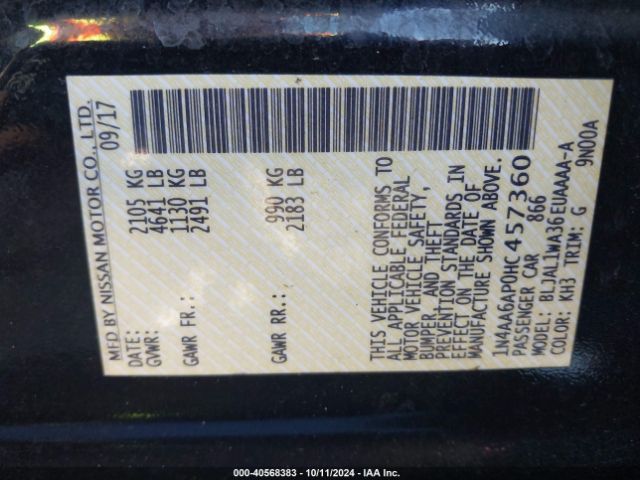 MFD BY NISSAN MOTOR CO., LTD.
DATE: 09/17
GVWR: 2105 KG
4641 LB
GAWR FR.: 1130 KG
2491 LB
GAWR RR.: 990 KG
2183 LB
THIS VEHICLE CONFORMS TO
ALL APPLICABLE FEDERAL
MOTOR VEHICLE SAFETY,
BUMPER, AND THEFT
PREVENTION STANDARDS IN
EFFECT ON THE DATE OF
MANUFACTURE SHOWN ABOVE.
1N4AA6AP0HC457360
PASSENGER CAR 866
MODEL: BLJAL1WA36EUAAAA-A
COLOR: KH3 TRIM: G 9N00A
000-40568383 - 10/11/2024 - IAA Inc.